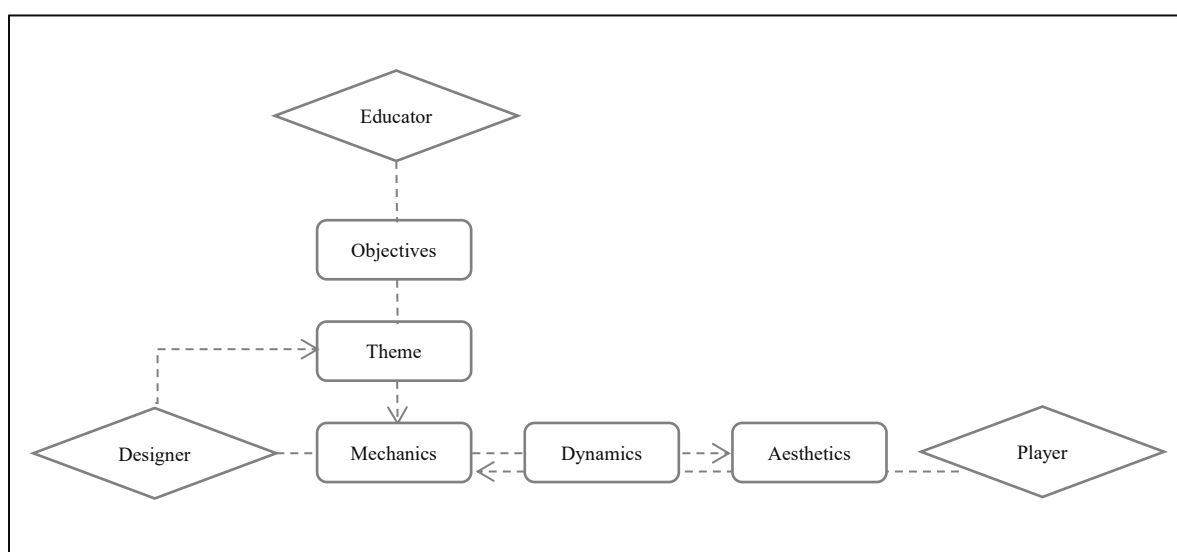 Educator
Objectives
Theme
Designer
Mechanics
Dynamics
Aesthetics
Player